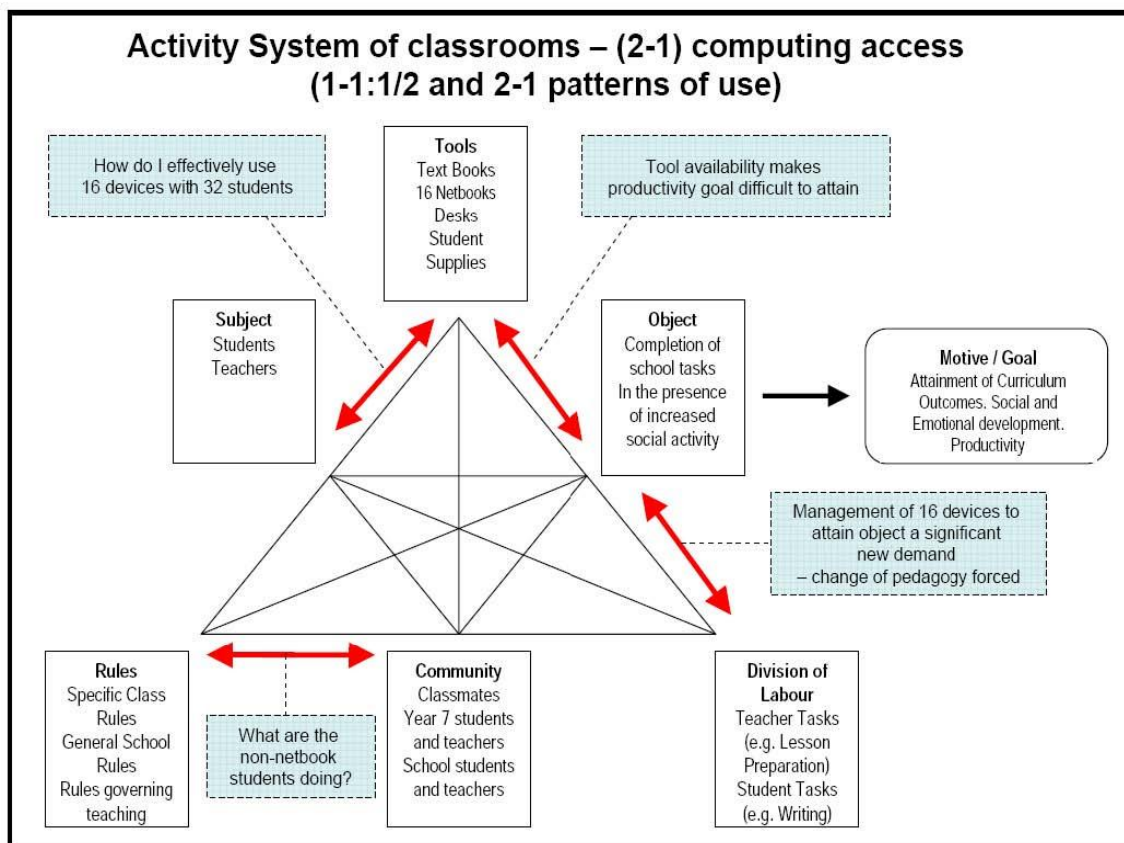 Activity System of classrooms – (2-1) computing access
(1-1:1/2 and 2-1 patterns of use)
How do I effectively use
16 devices with 32 students
Tools
Text Books
16 Netbooks
Desks
Student
Supplies
Tool availability makes
productivity goal difficult to attain
Subject
Students
Teachers
Object
Completion of
school tasks
In the presence
of increased
social activity
Motive / Goal
Attainment of Curriculum
Outcomes. Social and
Emotional development.
Productivity
Management of 16 devices to
attain object a significant
new demand
– change of pedagogy forced
Rules
Specific Class
Rules
General School
Rules
Rules governing
teaching
What are the
non-netbook
students doing?
Community
Classmates
Year 7 students
and teachers
School students
and teachers
Division of
Labour
Teacher Tasks
(e.g. Lesson
Preparation)
Student Tasks
(e.g. Writing)